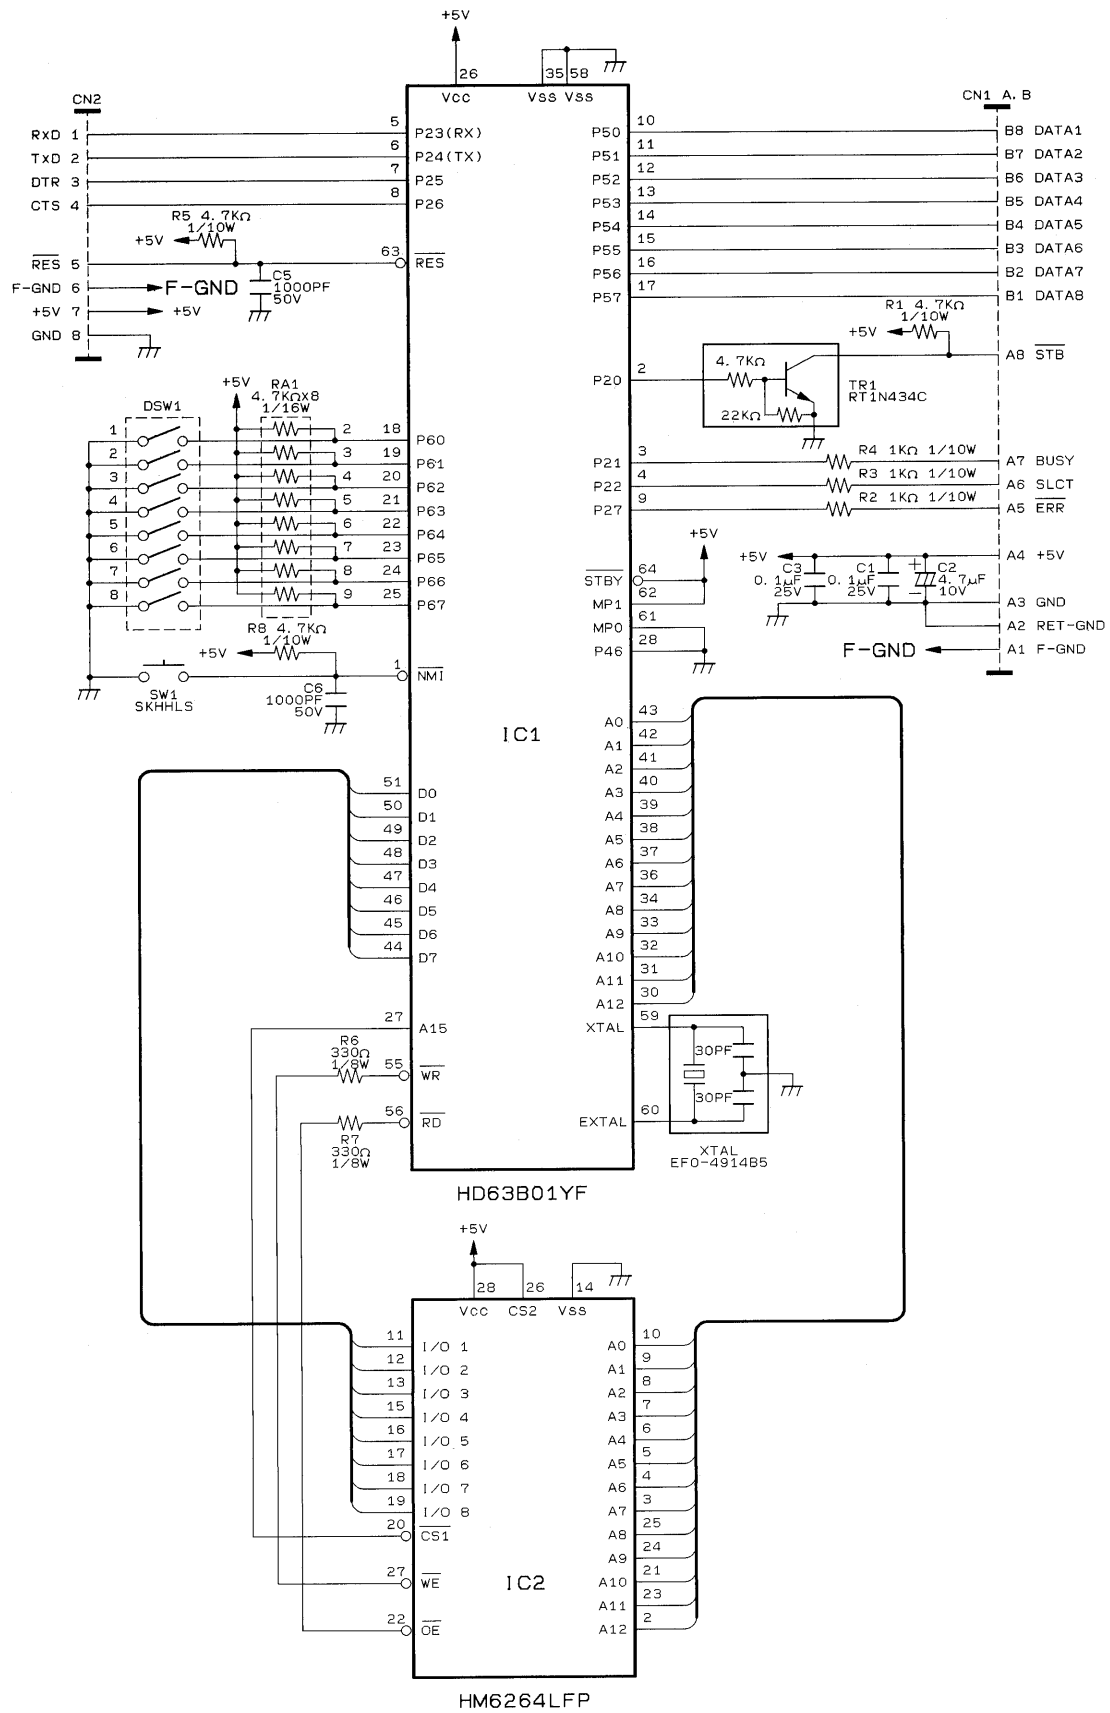 +5V
26 35 58
Vcc Vss Vss
CN2
CN1 A.B
RxD 1 5 P23(RX)
TxD 2 6 P24(TX)
DTR 3 7 P25
CTS 4 8 P26
R5 4.7KΩ
1/10W
+5V
RES 5 63 RES
F-GND 6 F-GND
C5
1000PF
50V
+5V 7 +5V
GND 8
P50 10 B8 DATA1
P51 11 B7 DATA2
P52 12 B6 DATA3
P53 13 B5 DATA4
P54 14 B4 DATA5
P55 15 B3 DATA6
P56 16 B2 DATA7
P57 17 B1 DATA8
R1 4.7KΩ
1/10W
+5V
A8 STB
P20 2
4.7KΩ
22KΩ
TR1
RT1N434C
P21 3 R4 1KΩ 1/10W A7 BUSY
P22 4 R3 1KΩ 1/10W A6 SLCT
P27 9 R2 1KΩ 1/10W A5 ERR
+5V A4 +5V
C3
0.1μF
25V
C1
0.1μF
25V
+ C2
4.7μF
− 10V
A3 GND
A2 RET-GND
F-GND A1 F-GND
STBY 64
MP1 62
MP0 61
P46 28
DSW1
+5V
RA1
4.7KΩX8
1/16W
1 2 18 P60
2 3 19 P61
3 4 20 P62
4 5 21 P63
5 6 22 P64
6 7 23 P65
7 8 24 P66
8 9 25 P67
R8 4.7KΩ
1/10W
+5V
1 NMI
SW1
SKHHLS
C6
1000PF
50V
IC1
51 D0
50 D1
49 D2
48 D3
47 D4
46 D5
45 D6
44 D7
A0 43
A1 42
A2 41
A3 40
A4 39
A5 38
A6 37
A7 36
A8 34
A9 33
A10 32
A11 31
A12 30
27 A15
R6
330Ω
1/8W
55 WR
56 RD
R7
330Ω
1/8W
XTAL 59
30PF
30PF
EXTAL 60
XTAL
EFO-4914B5
HD63B01YF
+5V
28 26 14
Vcc CS2 Vss
11 I/O 1
12 I/O 2
13 I/O 3
15 I/O 4
16 I/O 5
17 I/O 6
18 I/O 7
19 I/O 8
20 CS1
27 WE
22 OE
IC2
A0 10
A1 9
A2 8
A3 7
A4 6
A5 5
A6 4
A7 3
A8 25
A9 24
A10 21
A11 23
A12 2
HM6264LFP